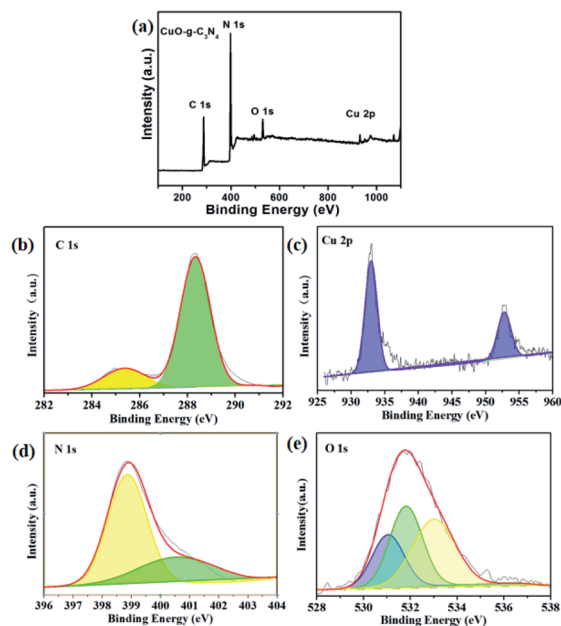 (a)
CuO-g-C₃N₄
N 1s
C 1s
O 1s
Cu 2p
Intensity (a.u.)
200 400 600 800 1000
Binding Energy (eV)
(b)
C 1s
Intensity (a.u.)
282 284 286 288 290 292
Binding Energy (eV)
(c)
Cu 2p
Intensity (a.u.)
925 930 935 940 945 950 955 960
Binding Energy (eV)
(d)
N 1s
Intensity (a.u.)
396 397 398 399 400 401 402 403 404
Binding Energy (eV)
(e)
O 1s
Intensity(a.u.)
528 530 532 534 536 538
Binding Energy (eV)